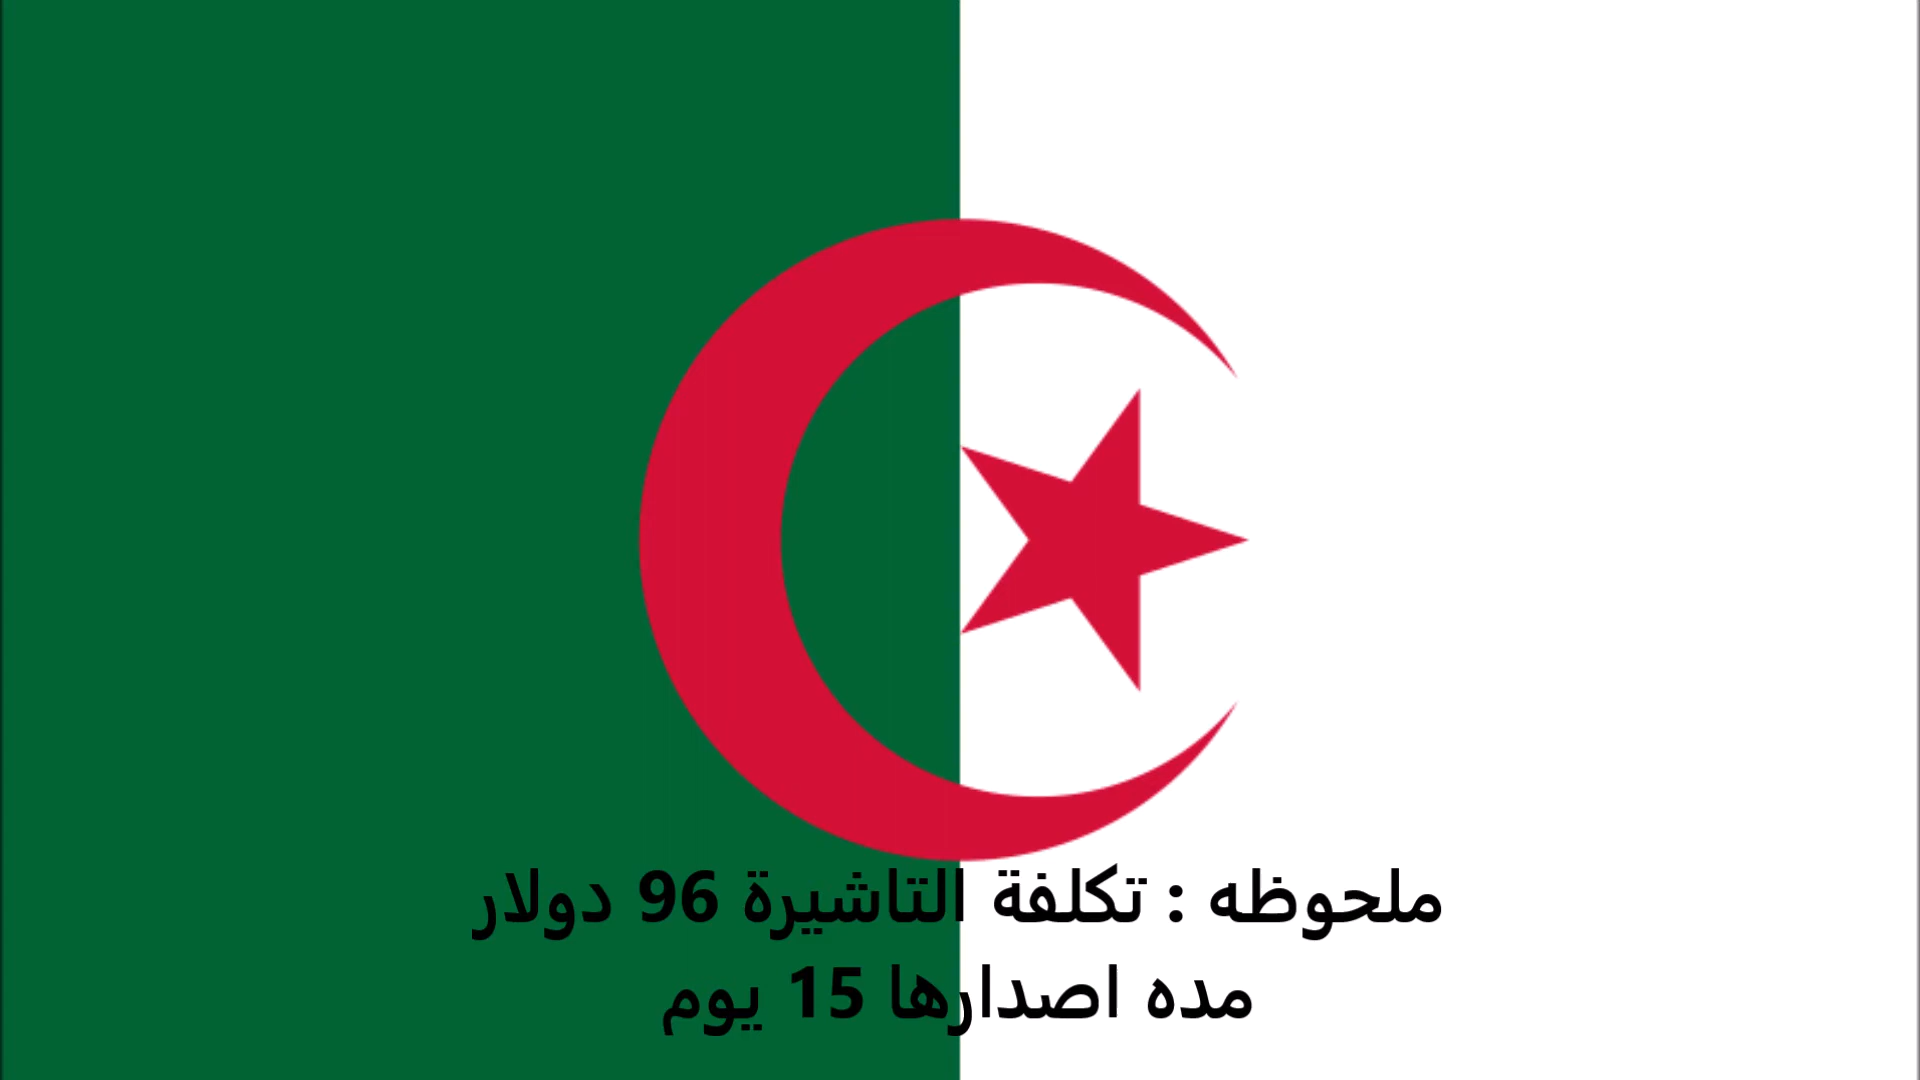 ملحوظه : تكلفة التاشيرة 96 دولار
مده اصدارها 15 يوم